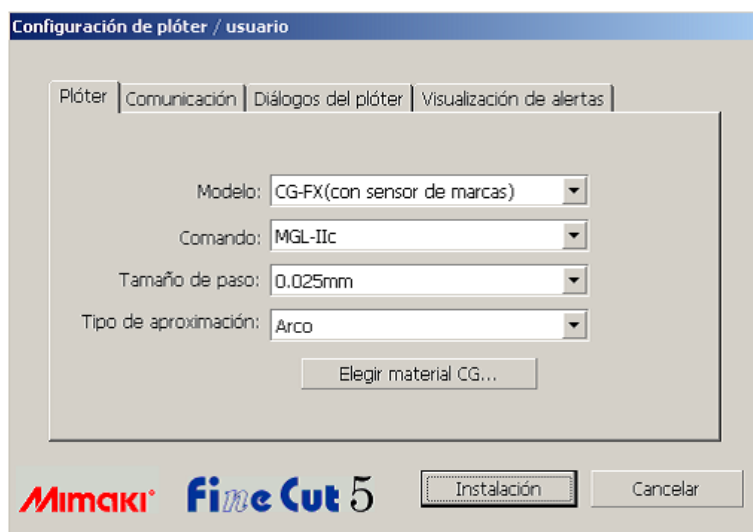 Configuración de plóter / usuario
Plóter Comunicación Diálogos del plóter Visualización de alertas
Modelo: CG-FX(con sensor de marcas)
Comando: MGL-IIc
Tamaño de paso: 0.025mm
Tipo de aproximación: Arco
Elegir material CG...
Mimaki Fine Cut 5 Instalación Cancelar